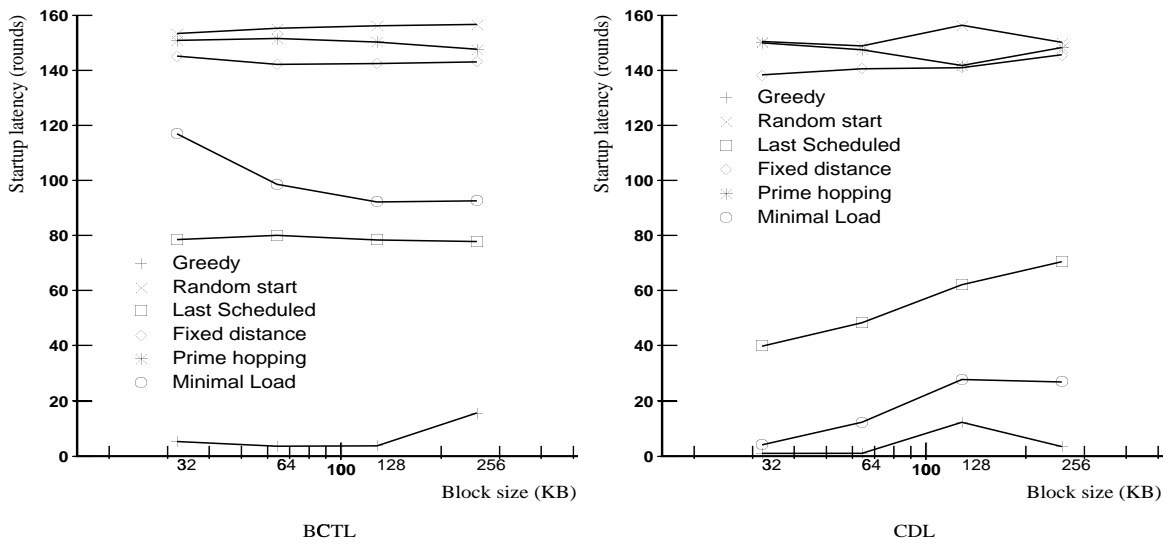 Startup latency (rounds)
160
140
120
100
80
60
40
20
0
Greedy
Random start
Last Scheduled
Fixed distance
Prime hopping
Minimal Load
32
64
100
128
256
Block size (KB)
BCTL
Startup latency (rounds)
160
140
120
100
80
60
40
20
0
Greedy
Random start
Last Scheduled
Fixed distance
Prime hopping
Minimal Load
32
64
100
128
256
Block size (KB)
CDL